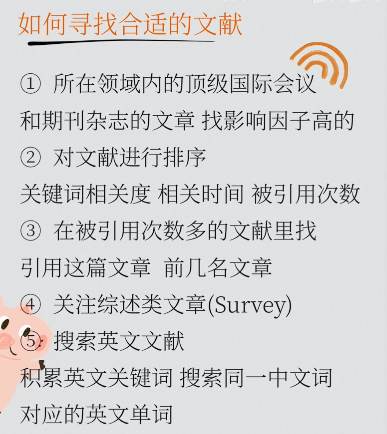 如何寻找合适的文献
① 所在领域内的顶级国际会议
和期刊杂志的文章 找影响因子高的
② 对文献进行排序
关键词相关度 相关时间 被引用次数
③ 在被引用次数多的文献里找
引用这篇文章 前几名文章
④ 关注综述类文章(Survey)
⑤ 搜索英文文献
积累英文关键词 搜索同一中文词
对应的英文单词